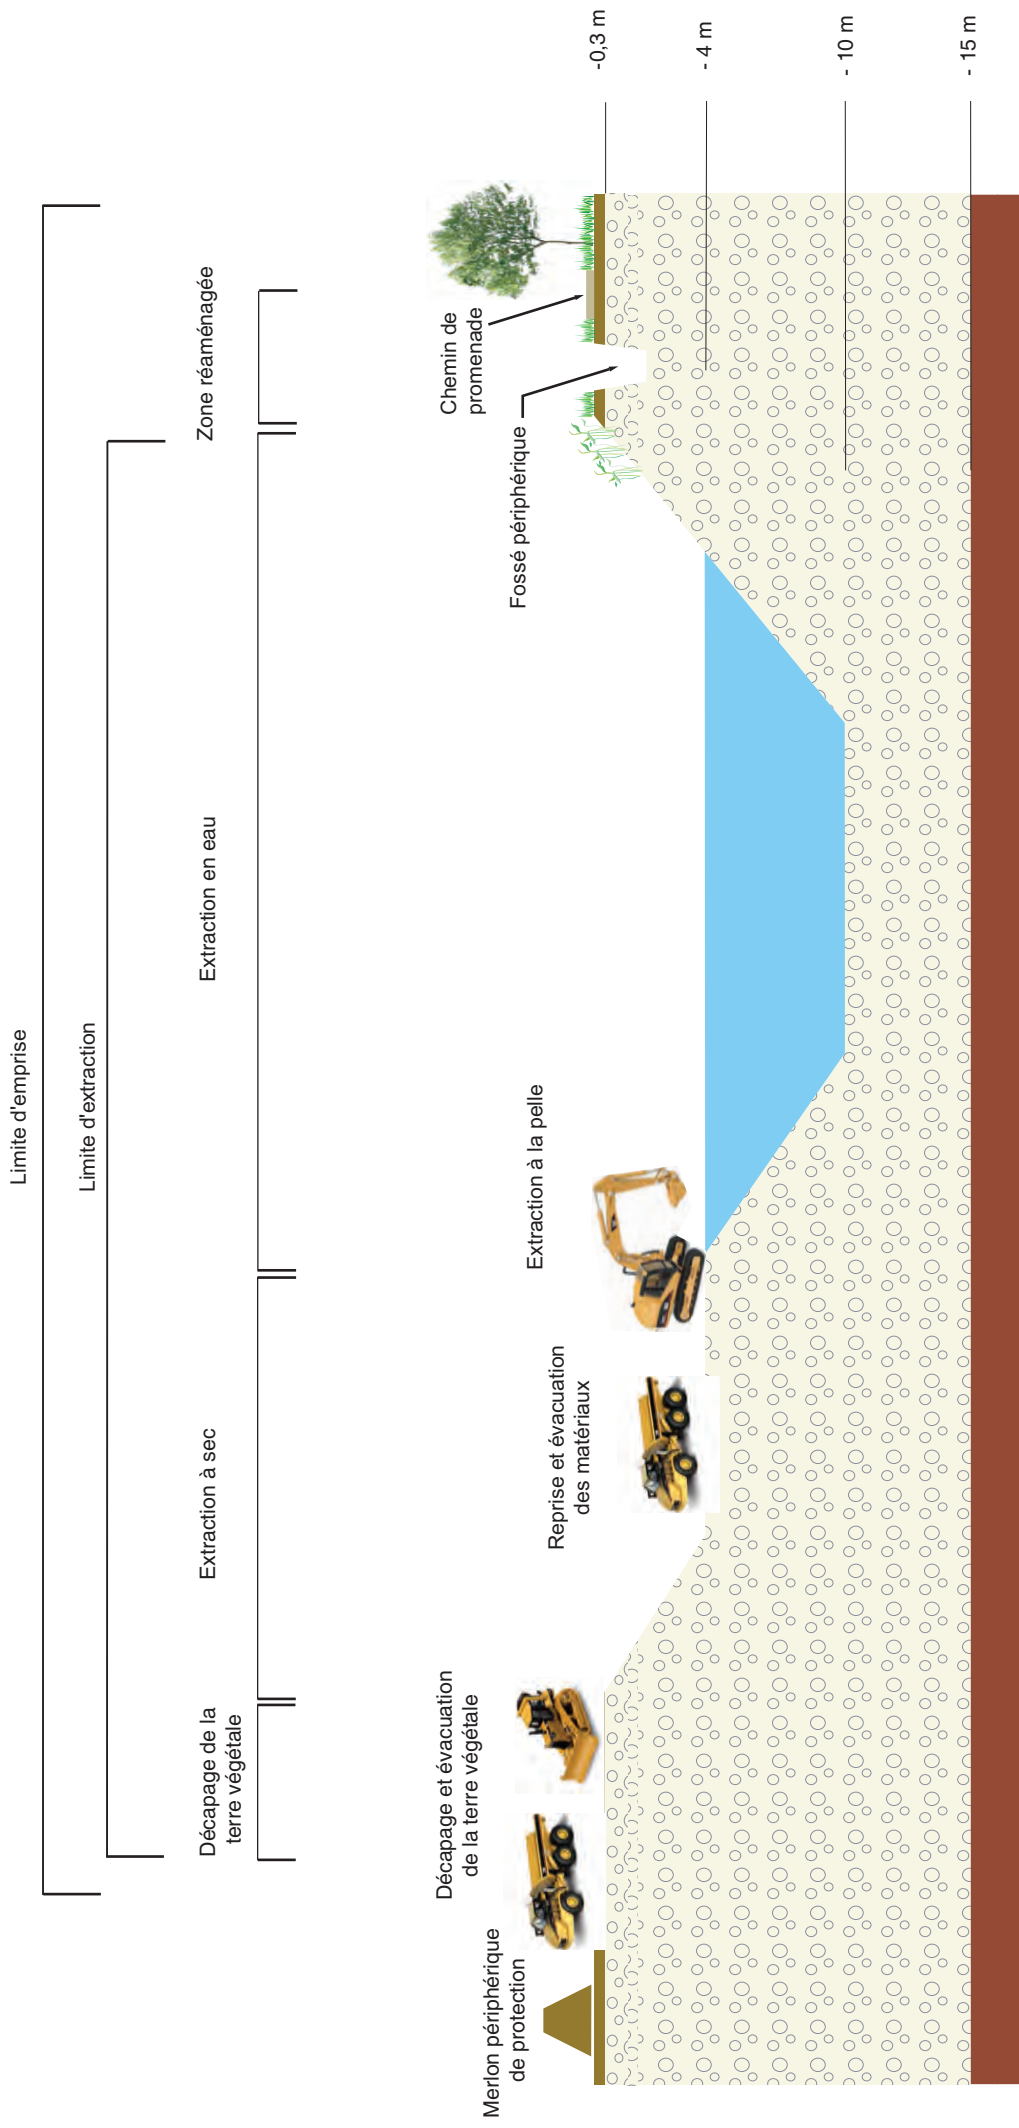 Limite d'emprise
Limite d'extraction
Décapage de la
terre végétale
Extraction à sec
Extraction en eau
Zone réaménagée
Merlon périphérique
de protection
Décapage et évacuation
de la terre végétale
Reprise et évacuation
des matériaux
Extraction à la pelle
Fossé périphérique
Chemin de
promenade
-0,3 m
- 4 m
- 10 m
- 15 m